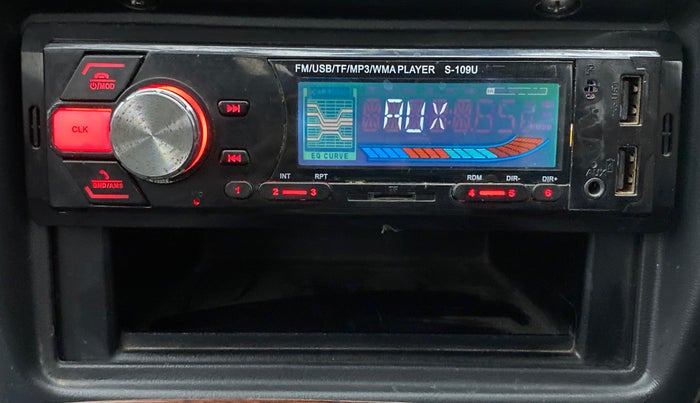 FM/USB/TF/MP3/WMA PLAYER S-109U
⏻/MOD
CLK
BND/AMS
AUX
EQ CURVE
INT RPT RDM DIR- DIR+
1 2 3 4 5 6